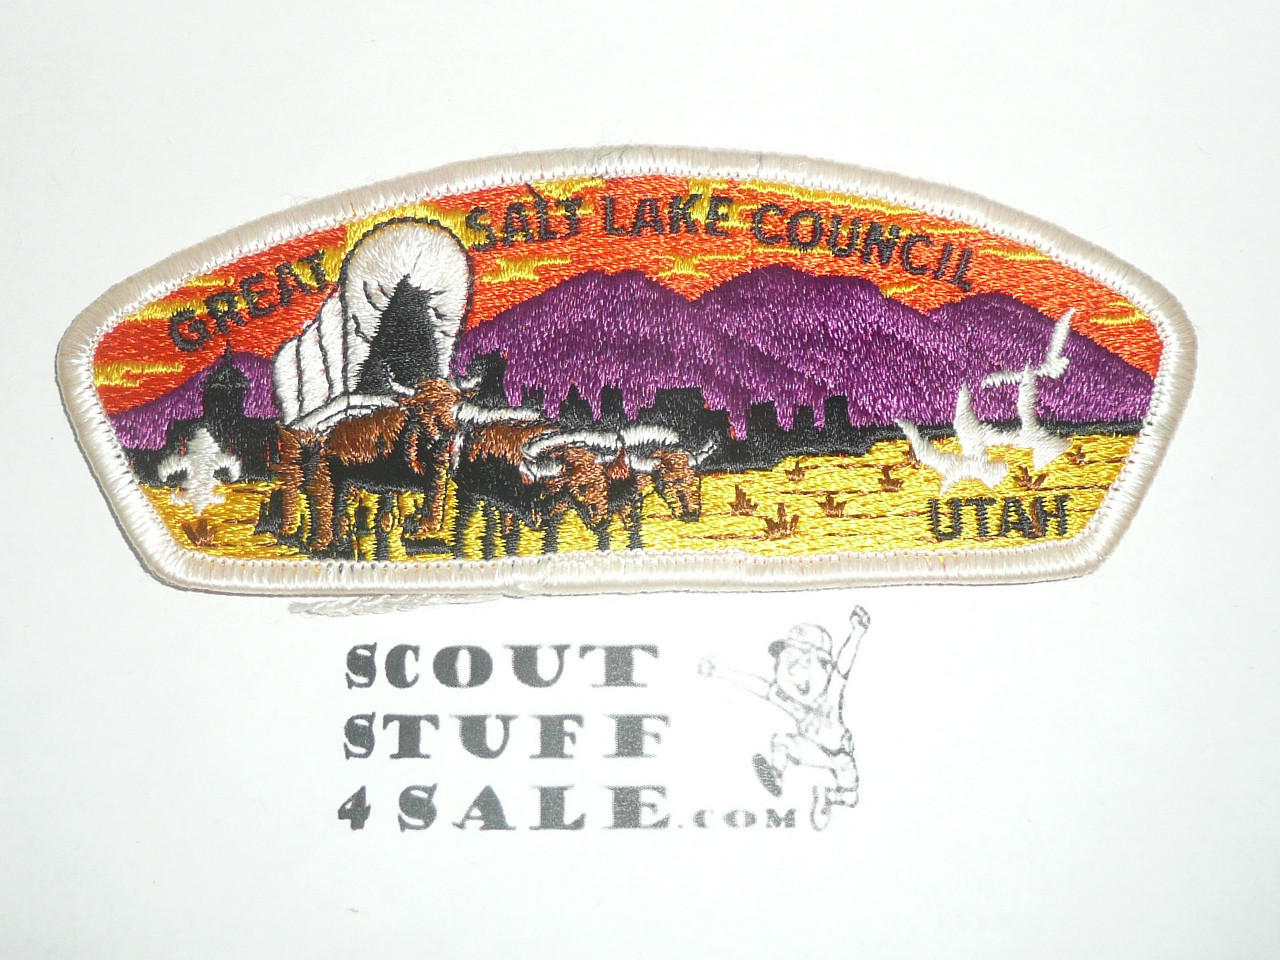 GREAT SALT LAKE COUNCIL
UTAH
SCOUT
STUFF
4 SALE.COM